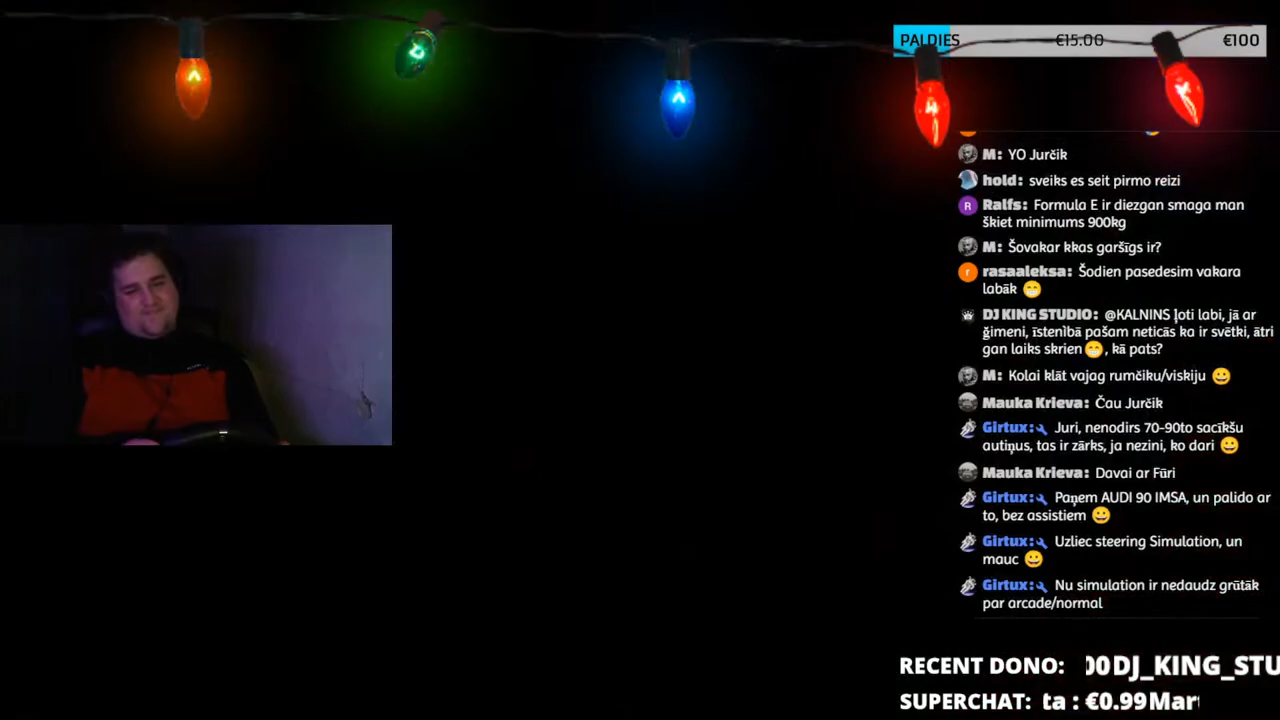 PALDIES €15.00 €100
M: YO Jurčik
hold: sveiks es seit pirmo reizi
Ralfs: Formula E ir diezgan smaga man
škiet minimums 900kg
M: Šovakar kkas garšīgs ir?
rasaaleksa: Šodien pasedesim vakara
labāk 😁
DJ KING STUDIO: @KALNINS ļoti labi, jā ar
ģimeni, īstenībā pašam neticās ka ir svētki, ātri
gan laiks skrien😁, kā pats?
M: Kolai klāt vajag rumčiku/viskiju 😀
Mauka Krieva: Čau Jurčik
Girtux: Juri, nenodirs 70-90to sacīkšu
autiņus, tas ir zārks, ja nezini, ko dari 😀
Mauka Krieva: Davai ar Fūri
Girtux: Paņem AUDI 90 IMSA, un palido ar
to, bez assistiem 😀
Girtux: Uzliec steering Simulation, un
mauc 😀
Girtux: Nu simulation ir nedaudz grūtāk
par arcade/normal
RECENT DONO: 00DJ_KING_STU
SUPERCHAT: ta : €0.99Mar